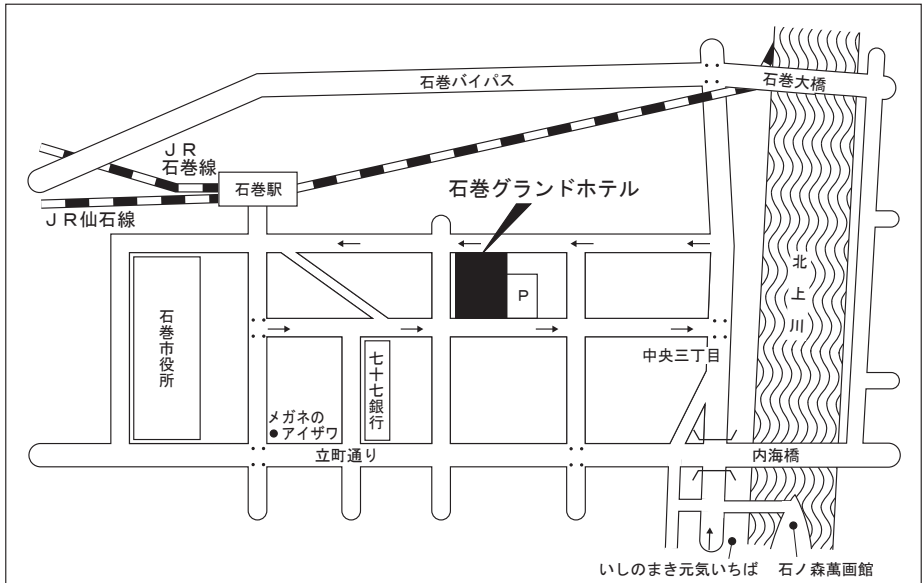 石巻バイパス
石巻大橋
JR
石巻線
石巻駅
石巻グランドホテル
JR仙石線
北上川
P
石巻市役所
中央三丁目
七十七銀行
メガネの
アイザワ
立町通り
内海橋
いしのまき元気いちば
石ノ森萬画館